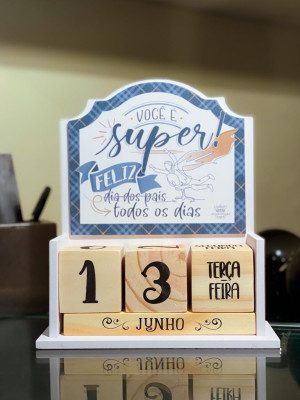 VOCÊ É
super!
FELIZ
dia dos pais
todos os dias
1
3
TERÇA
-FEIRA
JUNHO